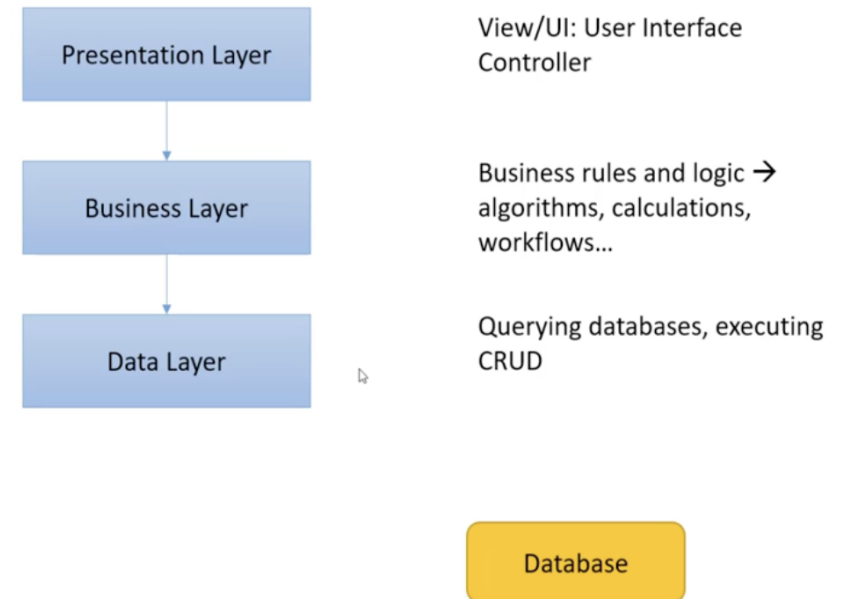 Presentation Layer
View/UI: User Interface
Controller
Business Layer
Business rules and logic →
algorithms, calculations,
workflows...
Data Layer
Querying databases, executing
CRUD
Database